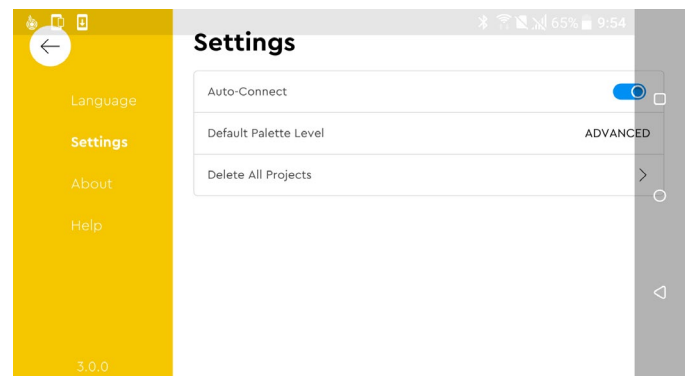 65% 9:54
Settings
Language
Settings
About
Help
3.0.0
Auto-Connect
Default Palette Level ADVANCED
Delete All Projects